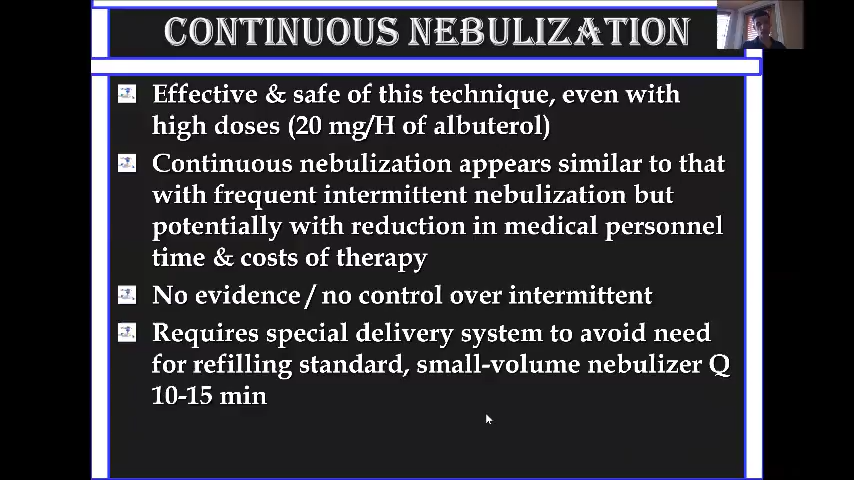 CONTINUOUS NEBULIZATION
Effective & safe of this technique, even with
high doses (20 mg/H of albuterol)
Continuous nebulization appears similar to that
with frequent intermittent nebulization but
potentially with reduction in medical personnel
time & costs of therapy
No evidence / no control over intermittent
Requires special delivery system to avoid need
for refilling standard, small-volume nebulizer Q
10-15 min